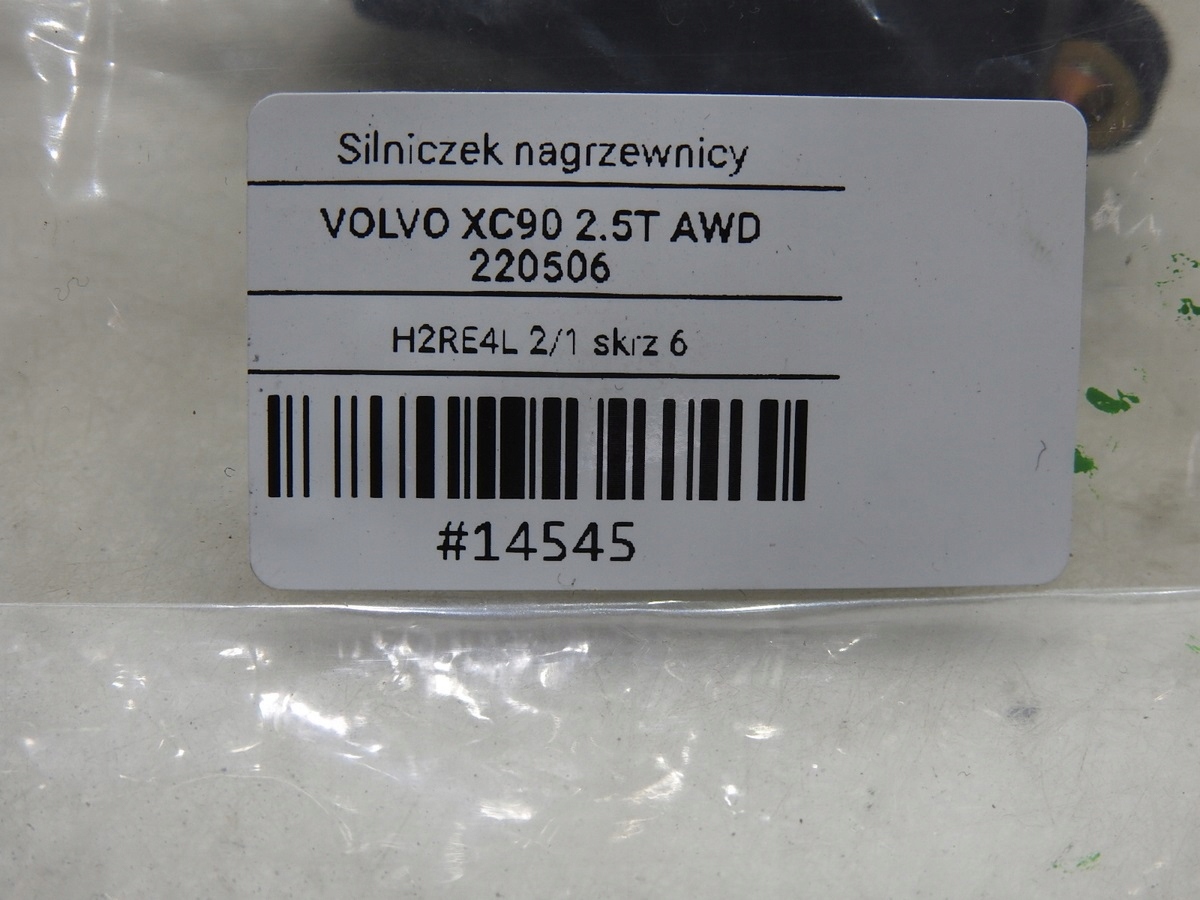 Silniczek nagrzewnicy
VOLVO XC90 2.5T AWD
220506
H2RE4L 2/1 skrz 6
#14545